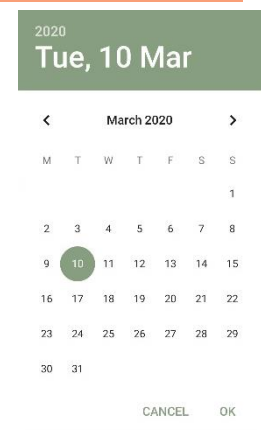 2020
Tue, 10 Mar
< March 2020 >
M T W T F S S
1
2 3 4 5 6 7 8
9 10 11 12 13 14 15
16 17 18 19 20 21 22
23 24 25 26 27 28 29
30 31
CANCEL OK